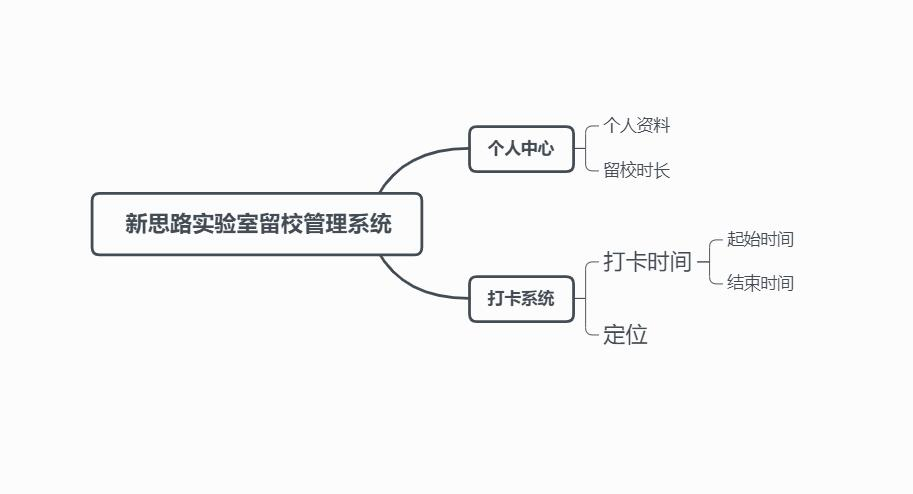 新思路实验室留校管理系统
个人中心
个人资料
留校时长
打卡系统
打卡时间
起始时间
结束时间
定位